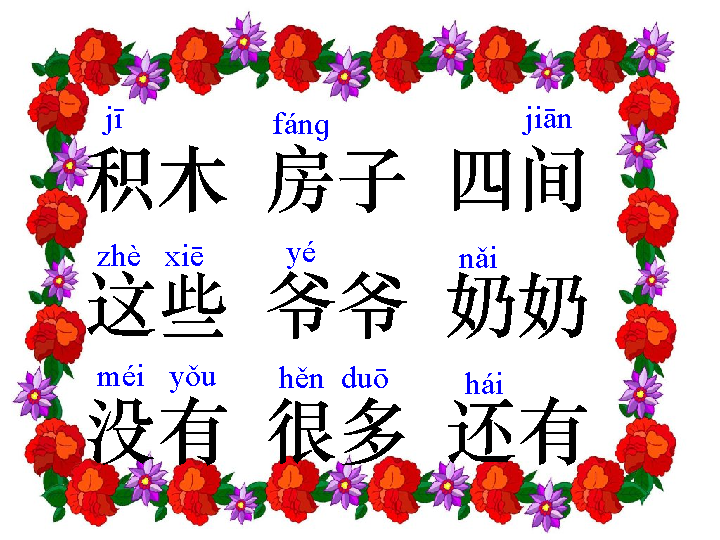 jī fáng jiān
积木 房子 四间
zhè xiē yé nǎi
这些 爷爷 奶奶
méi yǒu hěn duō hái
没有 很多 还有